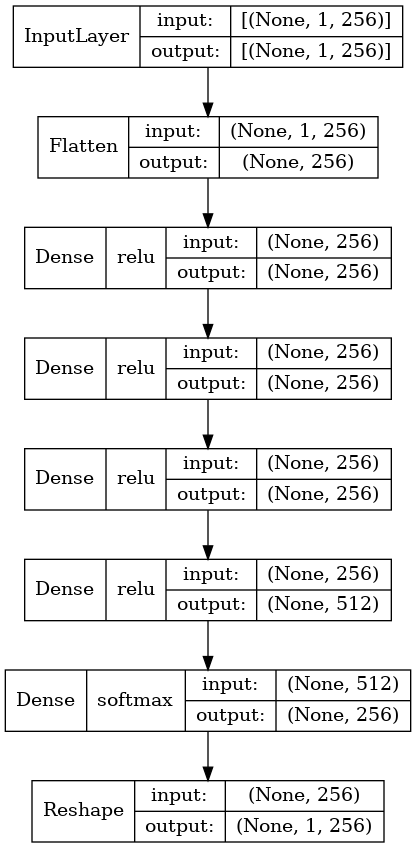 InputLayer input: [(None, 1, 256)]
output: [(None, 1, 256)]
Flatten input: (None, 1, 256)
output: (None, 256)
Dense relu input: (None, 256)
output: (None, 256)
Dense relu input: (None, 256)
output: (None, 256)
Dense relu input: (None, 256)
output: (None, 256)
Dense relu input: (None, 256)
output: (None, 512)
Dense softmax input: (None, 512)
output: (None, 256)
Reshape input: (None, 256)
output: (None, 1, 256)